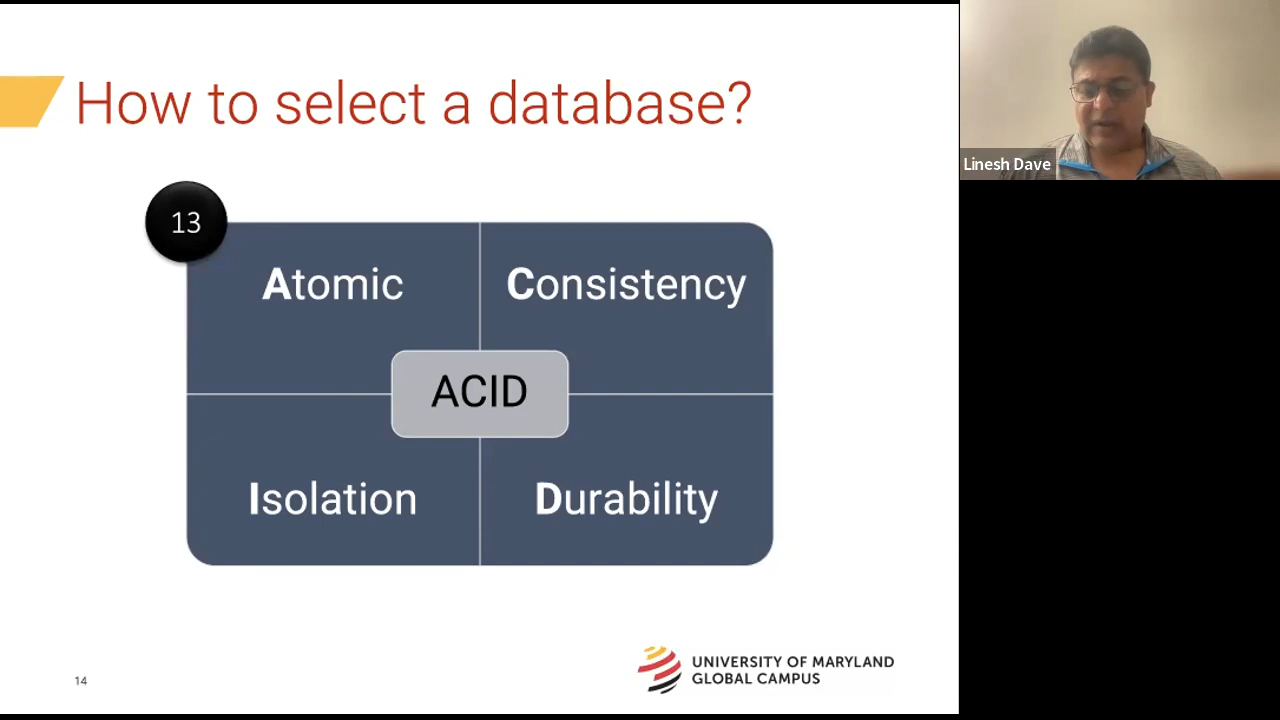 How to select a database?
13
Atomic
Consistency
ACID
Isolation
Durability
14
UNIVERSITY OF MARYLAND
GLOBAL CAMPUS
Linesh Dave